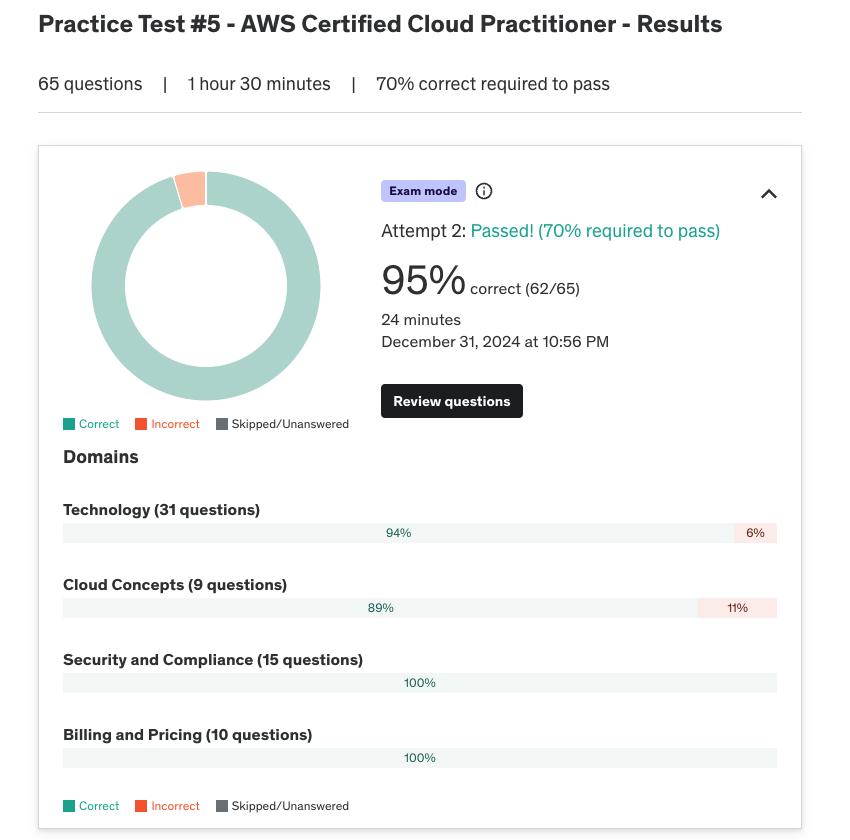 Practice Test #5 - AWS Certified Cloud Practitioner - Results
65 questions | 1 hour 30 minutes | 70% correct required to pass
Exam mode
Attempt 2: Passed! (70% required to pass)
95% correct (62/65)
24 minutes
December 31, 2024 at 10:56 PM
Review questions
Correct Incorrect Skipped/Unanswered
Domains
Technology (31 questions)
94% 6%
Cloud Concepts (9 questions)
89% 11%
Security and Compliance (15 questions)
100%
Billing and Pricing (10 questions)
100%
Correct Incorrect Skipped/Unanswered